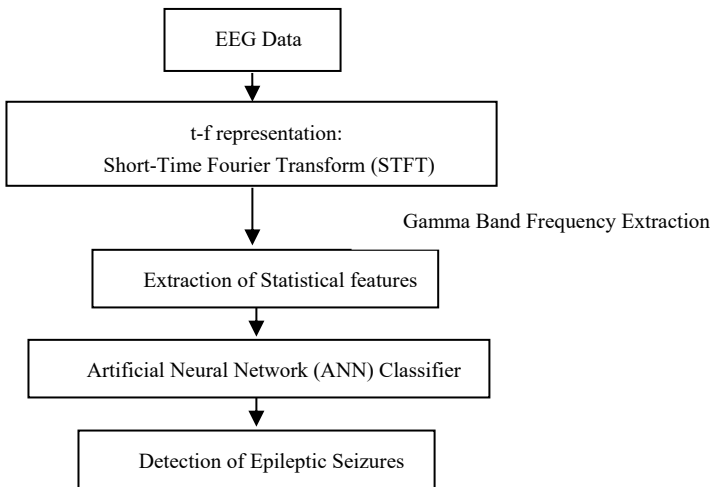 EEG Data
t-f representation:
Short-Time Fourier Transform (STFT)
Gamma Band Frequency Extraction
Extraction of Statistical features
Artificial Neural Network (ANN) Classifier
Detection of Epileptic Seizures